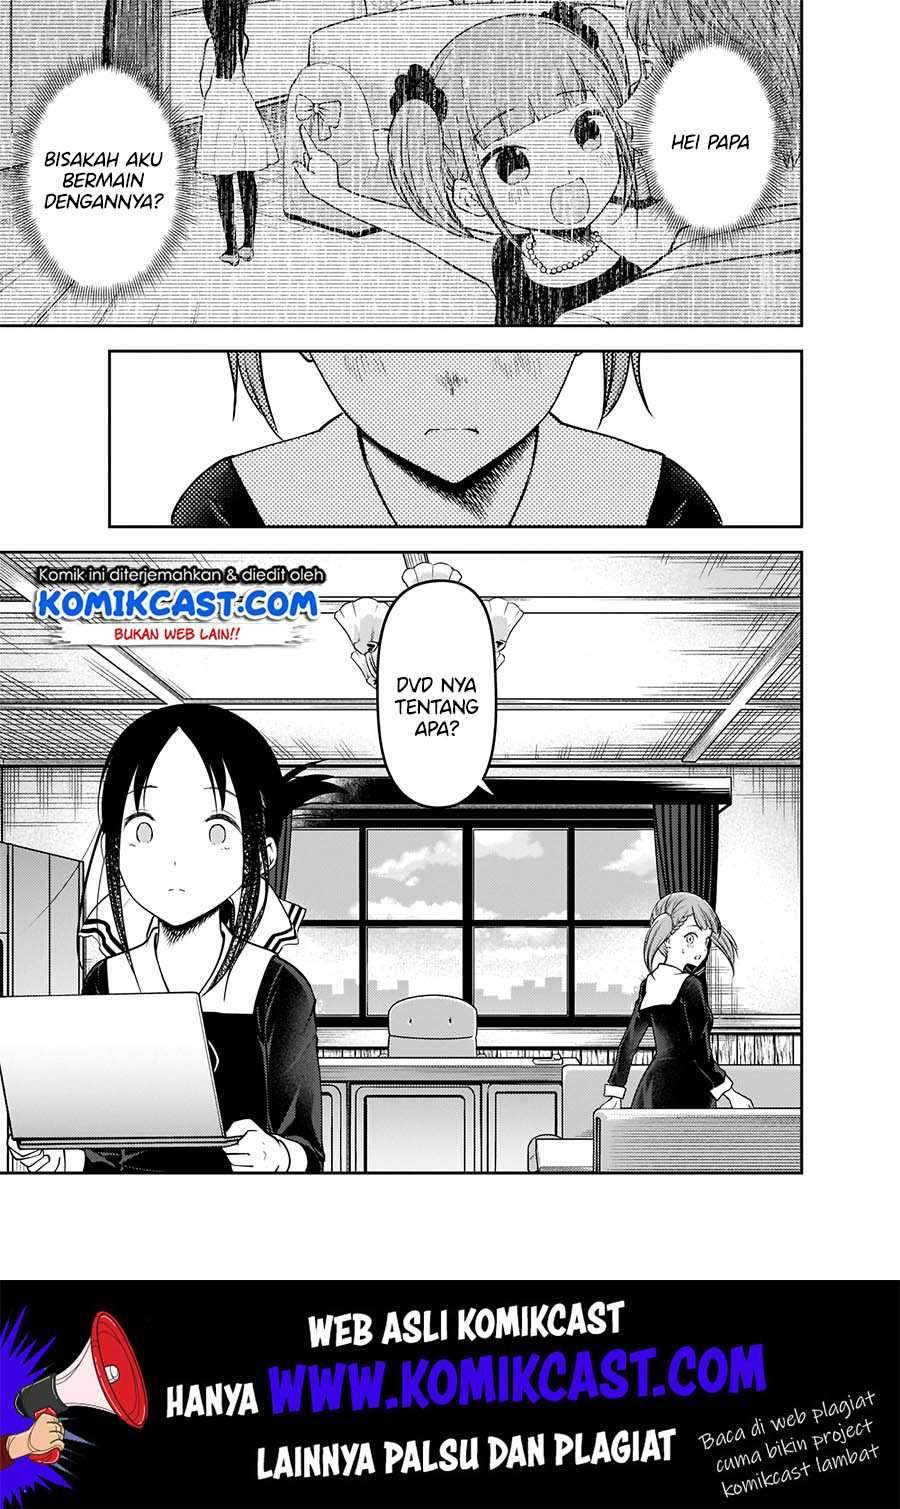 HEI PAPA
BISAKAH AKU
BERMAIN
DENGANNYA?
Komik ini diterjemahkan & diedit oleh
KOMIKCAST.COM
BUKAN WEB LAIN!!
DVD NYA
TENTANG
APA?
WEB ASLI KOMIKCAST
HANYA WWW.KOMIKCAST.COM
LAINNYA PALSU DAN PLAGIAT
Baca di web plagiat
cuma bikin project
komikcast lambat